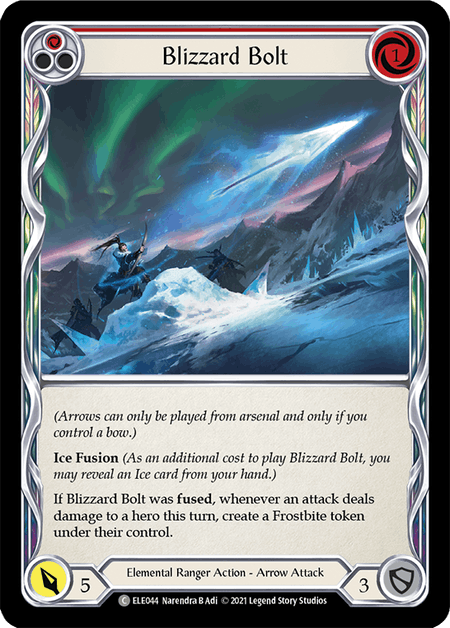 Blizzard Bolt
1
(Arrows can only be played from arsenal and only if you
control a bow.)
Ice Fusion (As an additional cost to play Blizzard Bolt, you
may reveal an Ice card from your hand.)
If Blizzard Bolt was fused, whenever an attack deals
damage to a hero this turn, create a Frostbite token
under their control.
5
Elemental Ranger Action - Arrow Attack
3
C ELE044 Narendra B Adi © 2021 Legend Story Studios